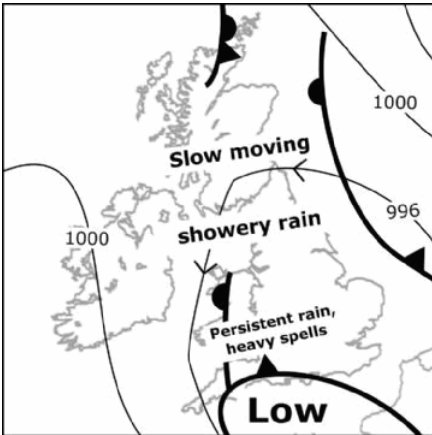 1000
Slow moving
996
showery rain
1000
Persistent rain,
heavy spells
Low